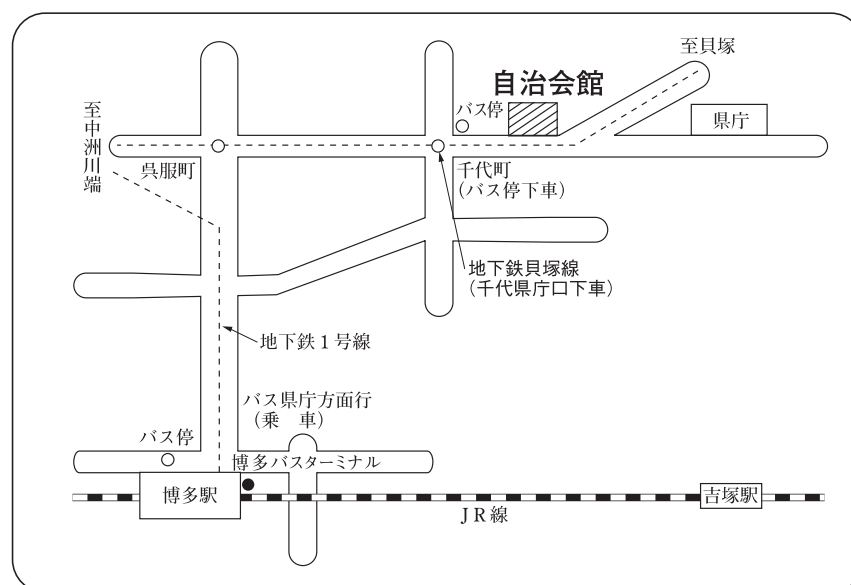 至貝塚
自治会館
バス停
県庁
至中洲川端
呉服町
千代町
(バス停下車)
地下鉄貝塚線
(千代県庁口下車)
地下鉄1号線
バス県庁方面行
(乗　車)
バス停
博多バスターミナル
博多駅
吉塚駅
JR線